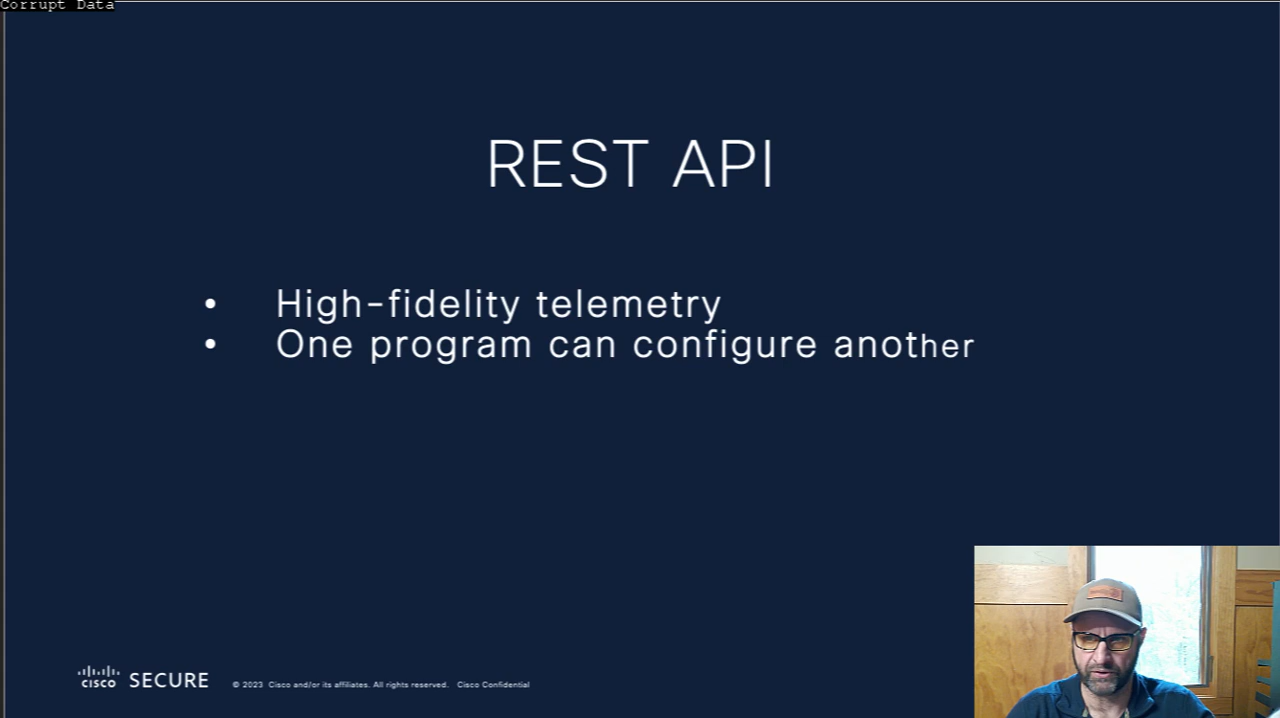 Corrupt Data
REST API
• High-fidelity telemetry
• One program can configure another
CISCO SECURE © 2023 Cisco and/or its affiliates. All rights reserved. Cisco Confidential